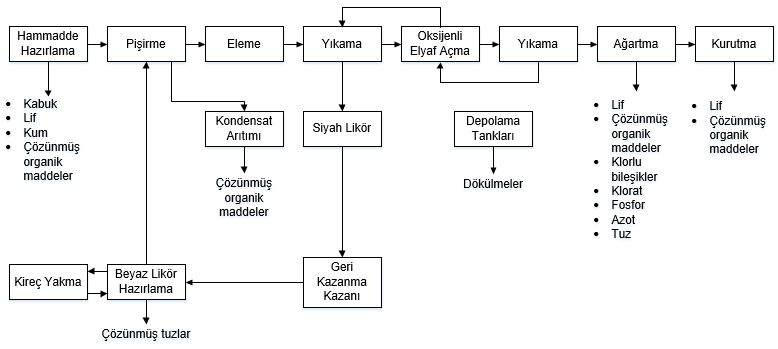 Hammadde
Hazırlama
Pişirme
Eleme
Yıkama
Oksijenli
Elyaf Açma
Yıkama
Ağartma
Kurutma
• Kabuk
• Lif
• Kum
• Çözünmüş
organik
maddeler
Kondensat
Arıtımı
Siyah Likör
Depolama
Tankları
• Lif
• Çözünmüş
organik
maddeler
• Klorlu
bileşikler
• Klorat
• Fosfor
• Azot
• Tuz
• Lif
• Çözünmüş
organik
maddeler
Çözünmüş
organik
maddeler
Dökülmeler
Kireç Yakma
Beyaz Likör
Hazırlama
Geri
Kazanma
Kazanı
Çözünmüş tuzlar